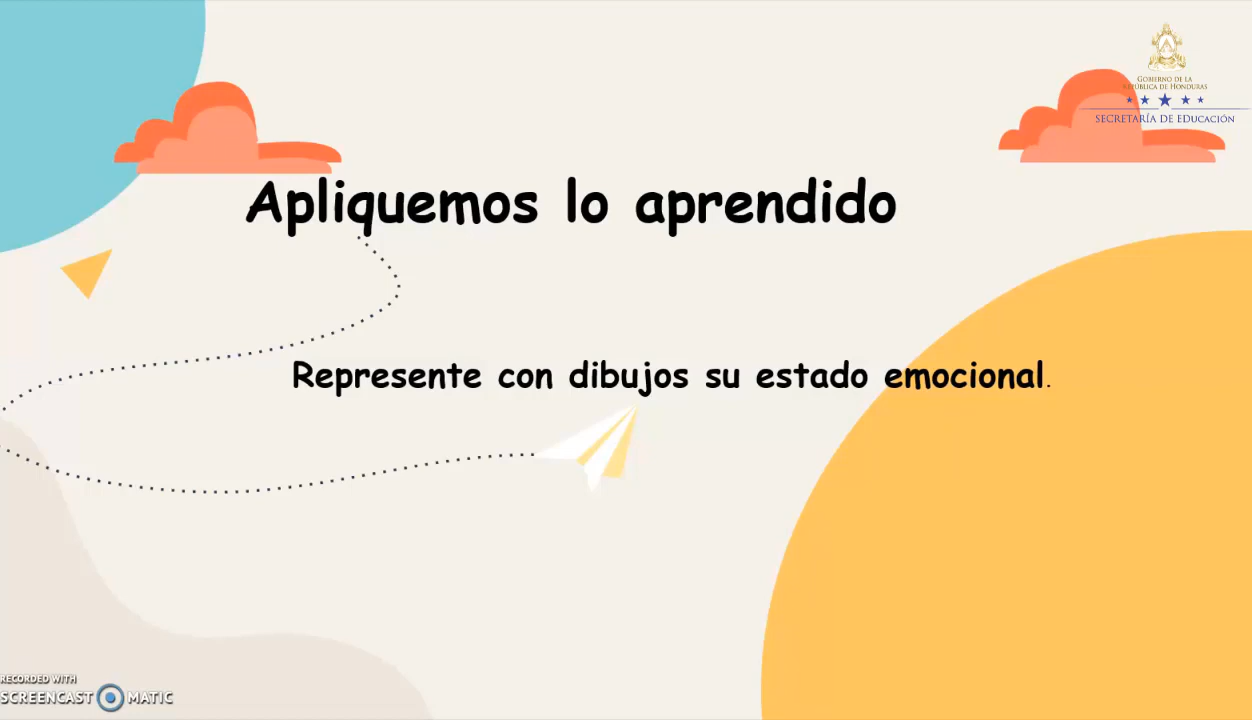 GOBIERNO DE LA
REPÚBLICA DE HONDURAS
SECRETARÍA DE EDUCACIÓN
Apliquemos lo aprendido
Represente con dibujos su estado emocional.
RECORDED WITH
SCREENCAST MATIC